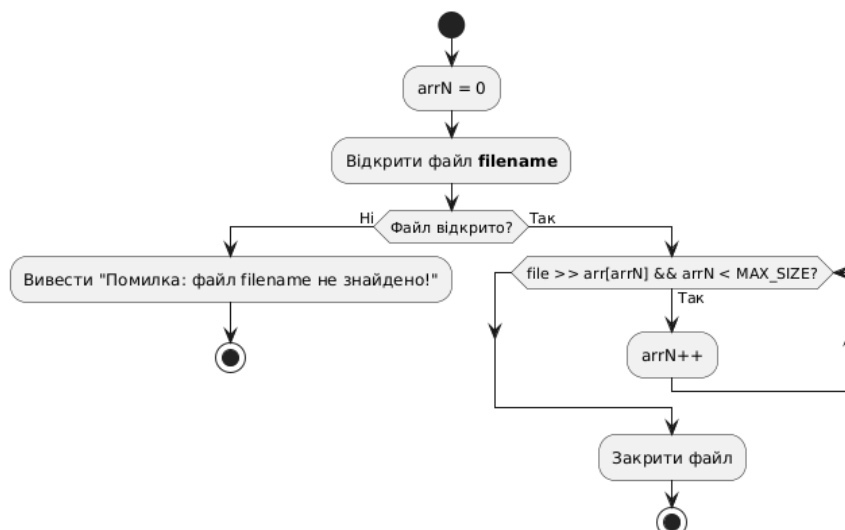 arrN = 0
Відкрити файл filename
Файл відкрито?
Ні
Так
Вивести "Помилка: файл filename не знайдено!"
file >> arr[arrN] && arrN < MAX_SIZE?
Так
arrN++
Закрити файл